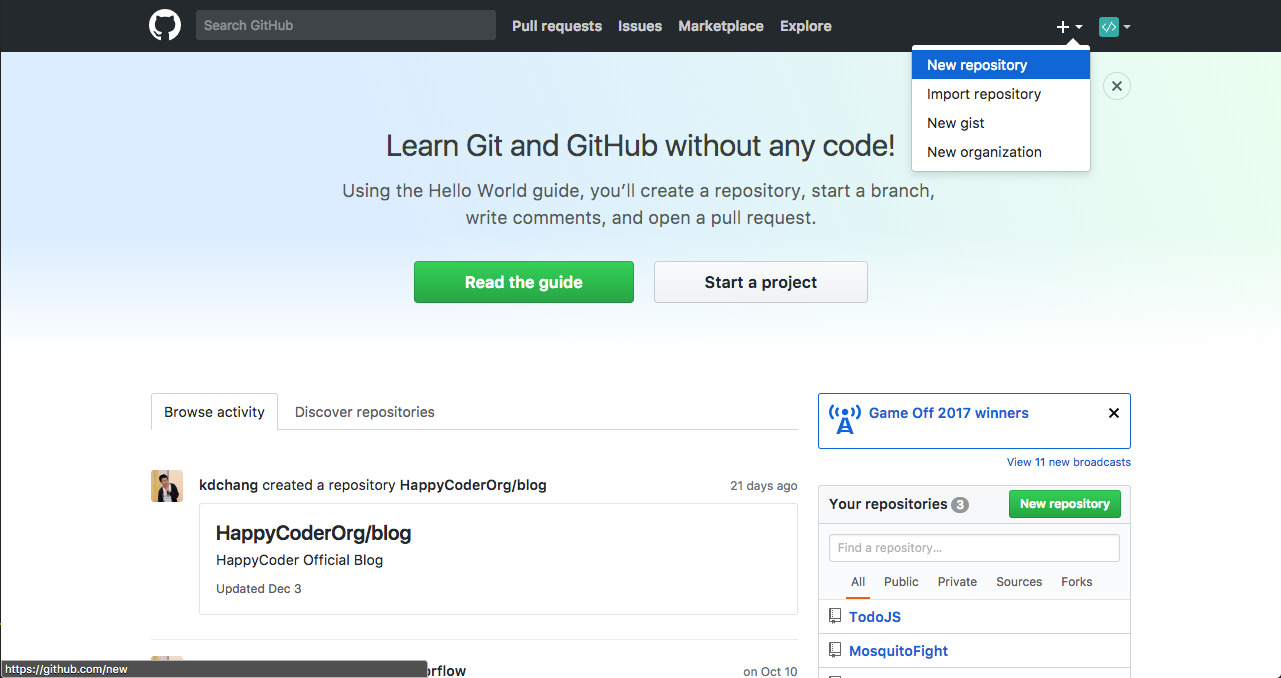 Search GitHub
Pull requests
Issues
Marketplace
Explore
New repository
Import repository
New gist
New organization
Learn Git and GitHub without any code!
Using the Hello World guide, you’ll create a repository, start a branch,
write comments, and open a pull request.
Read the guide
Start a project
Browse activity
Discover repositories
kdchang created a repository HappyCoderOrg/blog
21 days ago
HappyCoderOrg/blog
HappyCoder Official Blog
Updated Dec 3
on Oct 10
Game Off 2017 winners
View 11 new broadcasts
Your repositories 3
New repository
Find a repository…
All
Public
Private
Sources
Forks
TodoJS
MosquitoFight
https://github.com/new